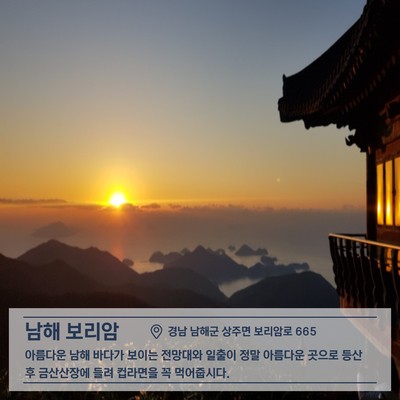 남해 보리암
경남 남해군 상주면 보리암로 665
아름다운 남해 바다가 보이는 전망대와 일출이 정말 아름다운 곳으로 등산
후 금산산장에 들려 컵라면을 꼭 먹어줍시다.